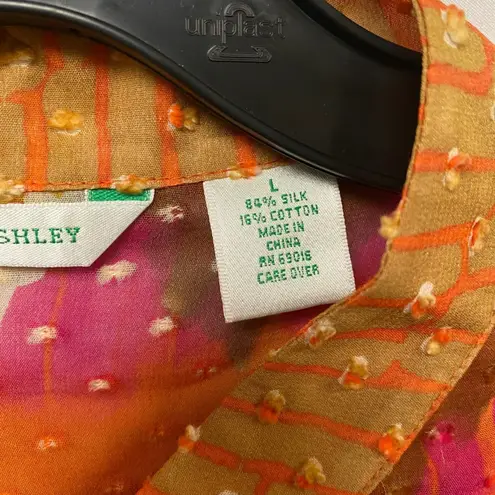 uniplast
SHLEY
L
84% SILK
16% COTTON
MADE IN
CHINA
RN 69016
CARE OVER